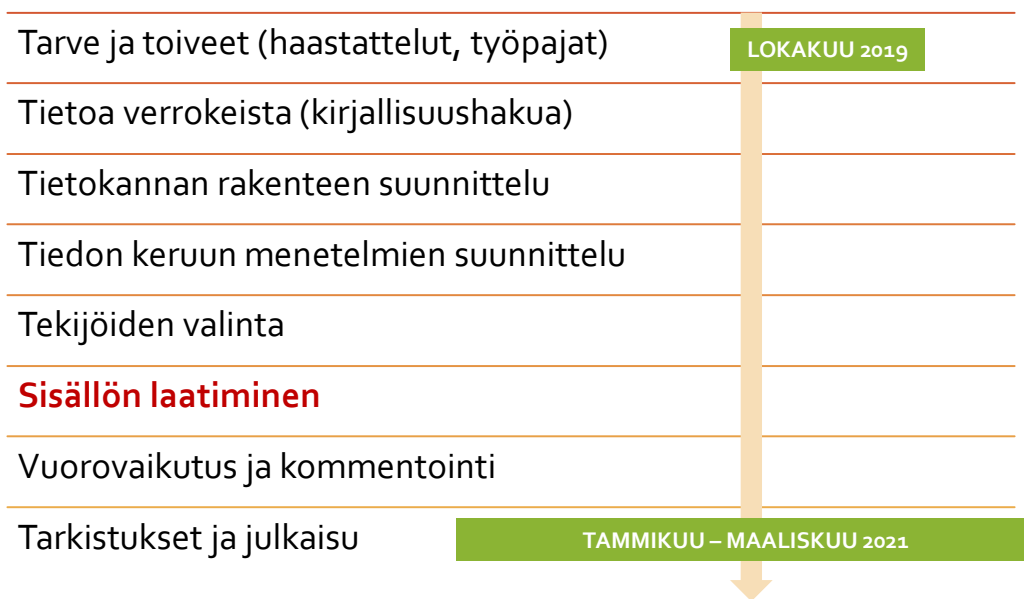 Tarve ja toiveet (haastattelut, työpajat)
LOKAKUU 2019
Tietoa verrokeista (kirjallisuushakua)
Tietokannan rakenteen suunnittelu
Tiedon keruun menetelmien suunnittelu
Tekijöiden valinta
Sisällön laatiminen
Vuorovaikutus ja kommentointi
Tarkistukset ja julkaisu
TAMMIKUU – MAALISKUU 2021